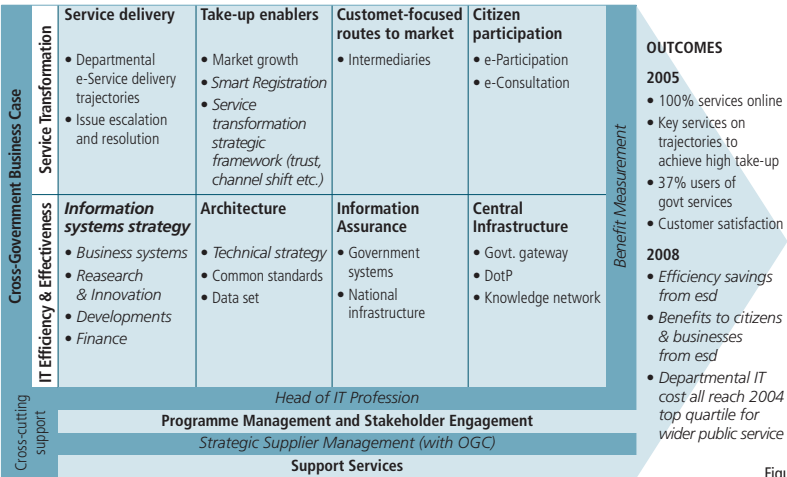 Cross-Government Business Case
Service Transformation
Service delivery
• Departmental
e-Service delivery
trajectories
• Issue escalation
and resolution
Take-up enablers
• Market growth
• Smart Registration
• Service
transformation
strategic
framework (trust,
channel shift etc.)
Customet-focused
routes to market
• Intermediaries
Citizen
participation
• e-Participation
• e-Consultation
IT Efficiency & Effectiveness
Information
systems strategy
• Business systems
• Reasearch
& Innovation
• Developments
• Finance
Architecture
• Technical strategy
• Common standards
• Data set
Information
Assurance
• Government
systems
• National
infrastructure
Central
Infrastructure
• Govt. gateway
• DotP
• Knowledge network
Benefit Measurement
Cross-cutting
support
Head of IT Profession
Programme Management and Stakeholder Engagement
Strategic Supplier Management (with OGC)
Support Services
OUTCOMES
2005
• 100% services online
• Key services on
trajectories to
achieve high take-up
• 37% users of
govt services
• Customer satisfaction
2008
• Efficiency savings
from esd
• Benefits to citizens
& businesses
from esd
• Departmental IT
cost all reach 2004
top quartile for
wider public service
Figu